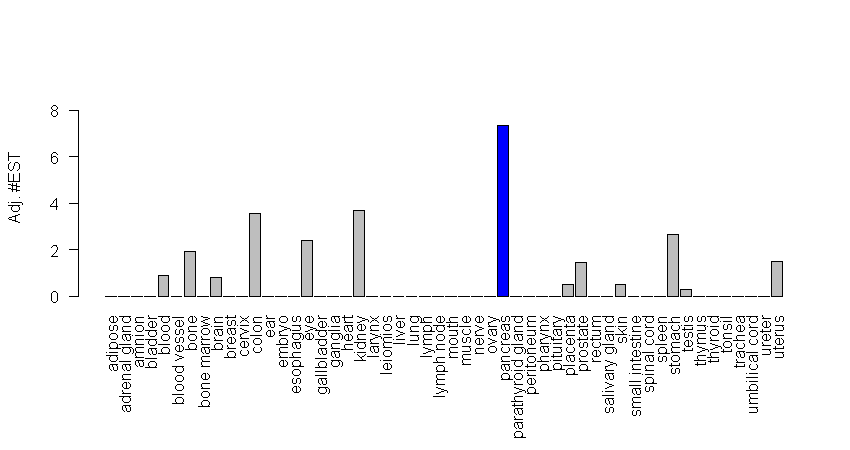 8
6
4
2
0
Adj. #EST
adipose
adrenal gland
amnion
bladder
blood
blood vessel
bone
bone marrow
brain
breast
cervix
colon
ear
embryo
esophagus
eye
gallbladder
ganglia
heart
kidney
larynx
leiomios
liver
lung
lymph
lymph node
mouth
muscle
nerve
ovary
pancreas
parathyroid gland
peritoneum
pharynx
pituitary
placenta
prostate
rectum
salivary gland
skin
small intestine
spinal cord
spleen
stomach
testis
thymus
thyroid
tonsil
trachea
umbilical cord
ureter
uterus